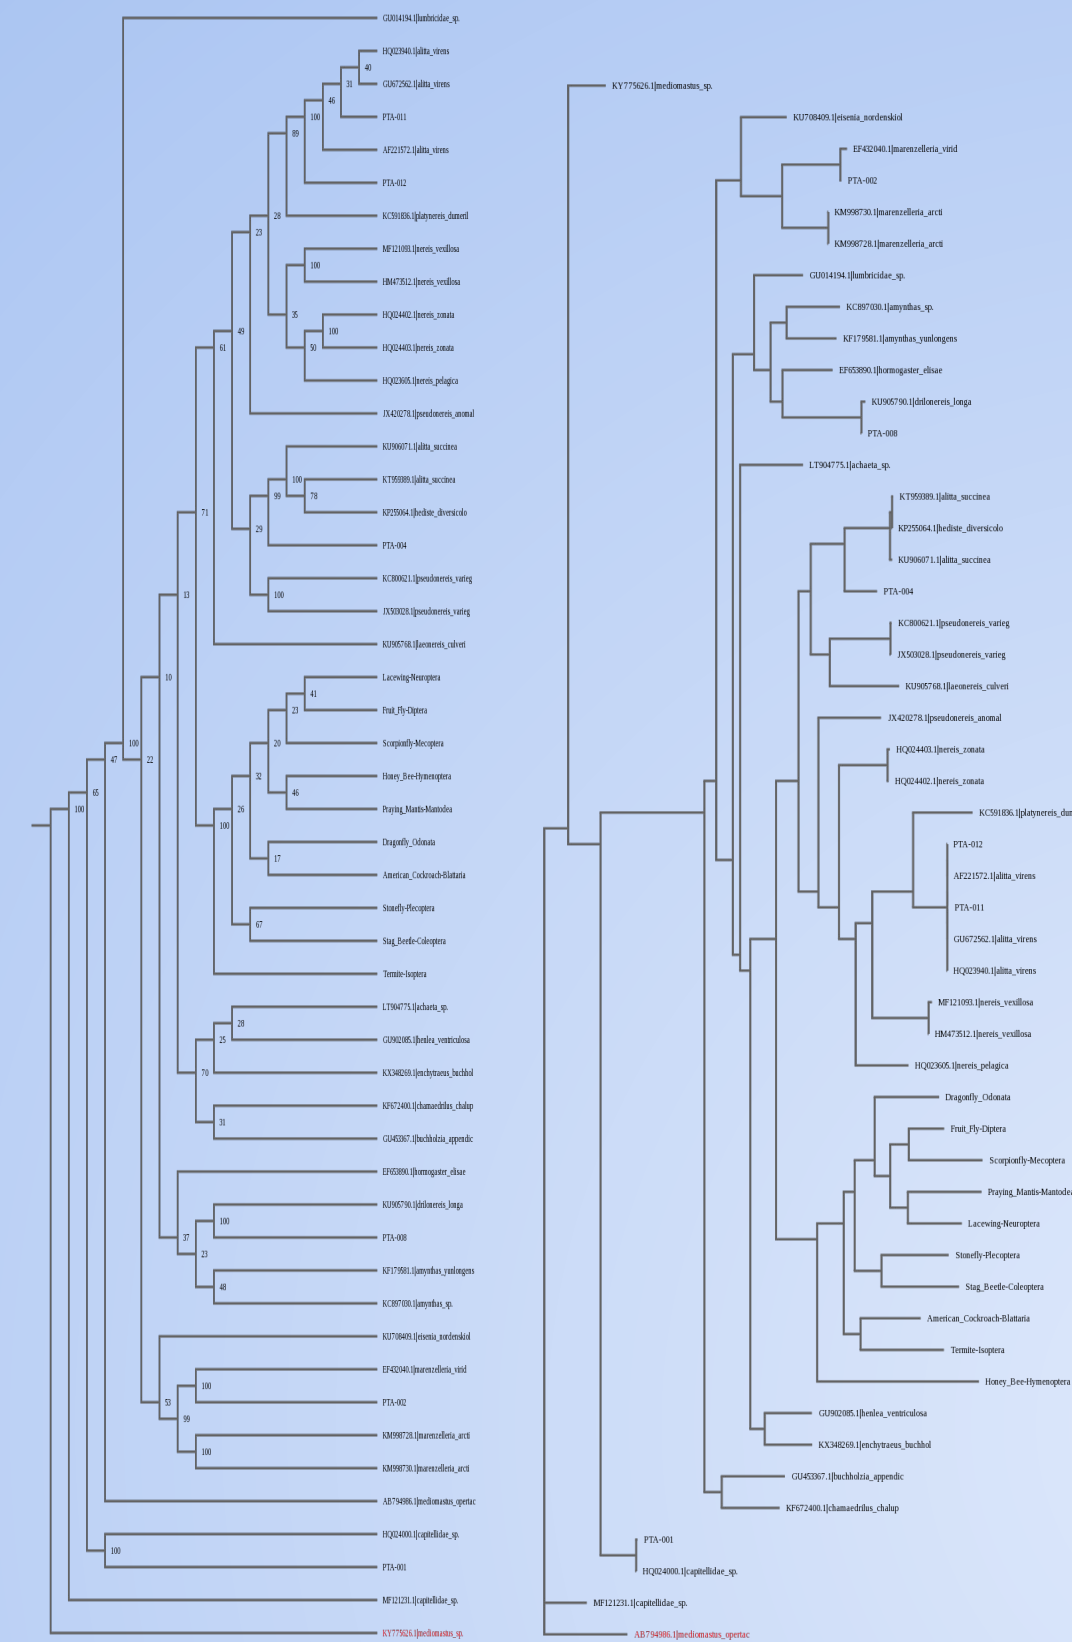 GU014194.1|lumbricidae_sp.
HQ023940.1|alitta_virens
40
GU672562.1|alitta_virens
31
46
PTA-011
100
89
AF221572.1|alitta_virens
PTA-012
KC591836.1|platynereis_dumeril
28
23
MF121093.1|nereis_vexillosa
100
HM473512.1|nereis_vexillosa
35
HQ024402.1|nereis_zonata
100
49
HQ024403.1|nereis_zonata
50
61
HQ023605.1|nereis_pelagica
JX420278.1|pseudonereis_anomal
KU906071.1|alitta_succinea
KT959389.1|alitta_succinea
100
99
78
KP255064.1|hediste_diversicolo
71
29
PTA-004
KC800621.1|pseudonereis_varieg
100
13
JX503028.1|pseudonereis_varieg
KU905768.1|laeonereis_culveri
Lacewing-Neuroptera
10
41
23
Fruit_Fly-Diptera
Scorpionfly-Mecoptera
100
20
47
22
Honey_Bee-Hymenoptera
32
65
46
Praying_Mantis-Mantodea
100
26
100
Dragonfly_Odonata
17
American_Cockroach-Blattaria
Stonefly-Plecoptera
67
Stag_Beetle-Coleoptera
Termite-Isoptera
LT904775.1|achaeta_sp.
28
GU902085.1|henlea_ventriculosa
25
KX348269.1|enchytraeus_buchhol
70
KF672400.1|chamaedrilus_chalup
31
GU453367.1|buchholzia_appendic
EF653890.1|hormogaster_elisae
KU905790.1|drilonereis_longa
100
PTA-008
37
23
KF179581.1|amynthas_yunlongens
48
KC897030.1|amynthas_sp.
KU708409.1|eisenia_nordenskiol
EF432040.1|marenzelleria_virid
100
PTA-002
53
99
KM998728.1|marenzelleria_arcti
100
KM998730.1|marenzelleria_arcti
AB794986.1|mediomastus_opertac
HQ024000.1|capitellidae_sp.
100
PTA-001
MF121231.1|capitellidae_sp.
KY775626.1|mediomastus_sp.
KY775626.1|mediomastus_sp.
KU708409.1|eisenia_nordenskiol
EF432040.1|marenzelleria_virid
PTA-002
KM998730.1|marenzelleria_arcti
KM998728.1|marenzelleria_arcti
GU014194.1|lumbricidae_sp.
KC897030.1|amynthas_sp.
KF179581.1|amynthas_yunlongens
EF653890.1|hormogaster_elisae
KU905790.1|drilonereis_longa
PTA-008
LT904775.1|achaeta_sp.
KT959389.1|alitta_succinea
KP255064.1|hediste_diversicolo
KU906071.1|alitta_succinea
PTA-004
KC800621.1|pseudonereis_varieg
JX503028.1|pseudonereis_varieg
KU905768.1|laeonereis_culveri
JX420278.1|pseudonereis_anomal
HQ024403.1|nereis_zonata
HQ024402.1|nereis_zonata
KC591836.1|platynereis_dum
PTA-012
AF221572.1|alitta_virens
PTA-011
GU672562.1|alitta_virens
HQ023940.1|alitta_virens
MF121093.1|nereis_vexillosa
HM473512.1|nereis_vexillosa
HQ023605.1|nereis_pelagica
Dragonfly_Odonata
Fruit_Fly-Diptera
Scorpionfly-Mecoptera
Praying_Mantis-Mantodea
Lacewing-Neuroptera
Stonefly-Plecoptera
Stag_Beetle-Coleoptera
American_Cockroach-Blattaria
Termite-Isoptera
Honey_Bee-Hymenoptera
GU902085.1|henlea_ventriculosa
KX348269.1|enchytraeus_buchhol
GU453367.1|buchholzia_appendic
KF672400.1|chamaedrilus_chalup
PTA-001
HQ024000.1|capitellidae_sp.
MF121231.1|capitellidae_sp.
AB794986.1|mediomastus_opertac